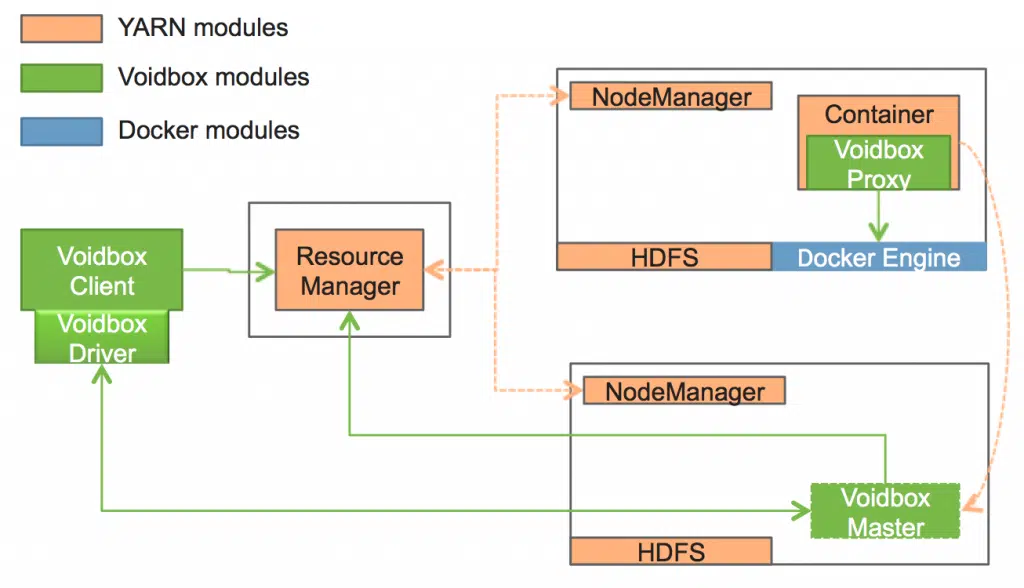 YARN modules
Voidbox modules
Docker modules
NodeManager
Container
Voidbox
Proxy
HDFS
Docker Engine
Voidbox
Client
Voidbox
Driver
Resource
Manager
NodeManager
Voidbox
Master
HDFS